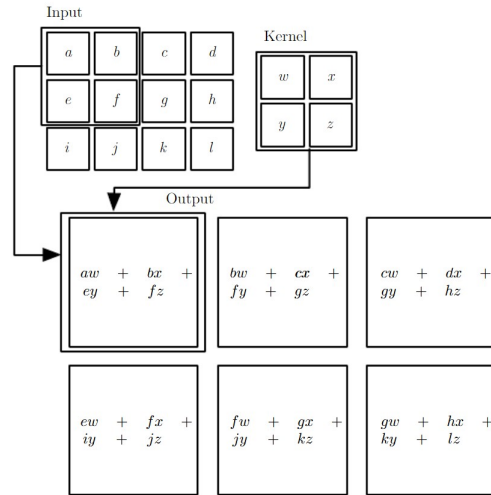 Input
a b c d
Kernel
w x
e f g h
y z
i j k l
Output
aw + bx +
ey + fz
bw + cx +
fy + gz
cw + dx +
gy + hz
ew + fx +
iy + jz
fw + gx +
jy + kz
gw + hx +
ky + lz